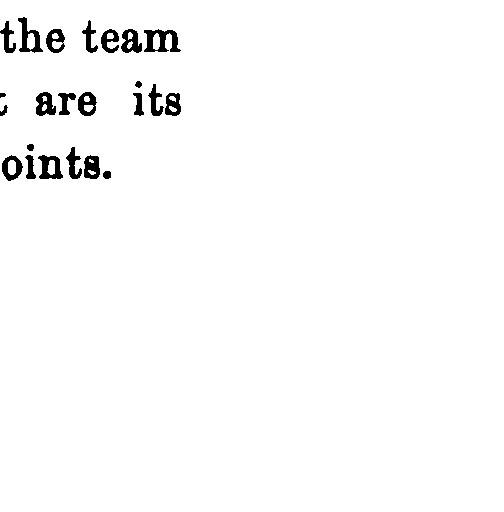 the team
are its
oints.